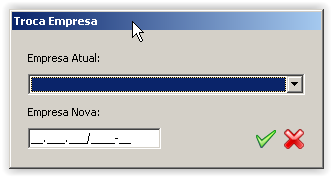 Troca Empresa
Empresa Atual:
Empresa Nova:
__.___.___/____-__